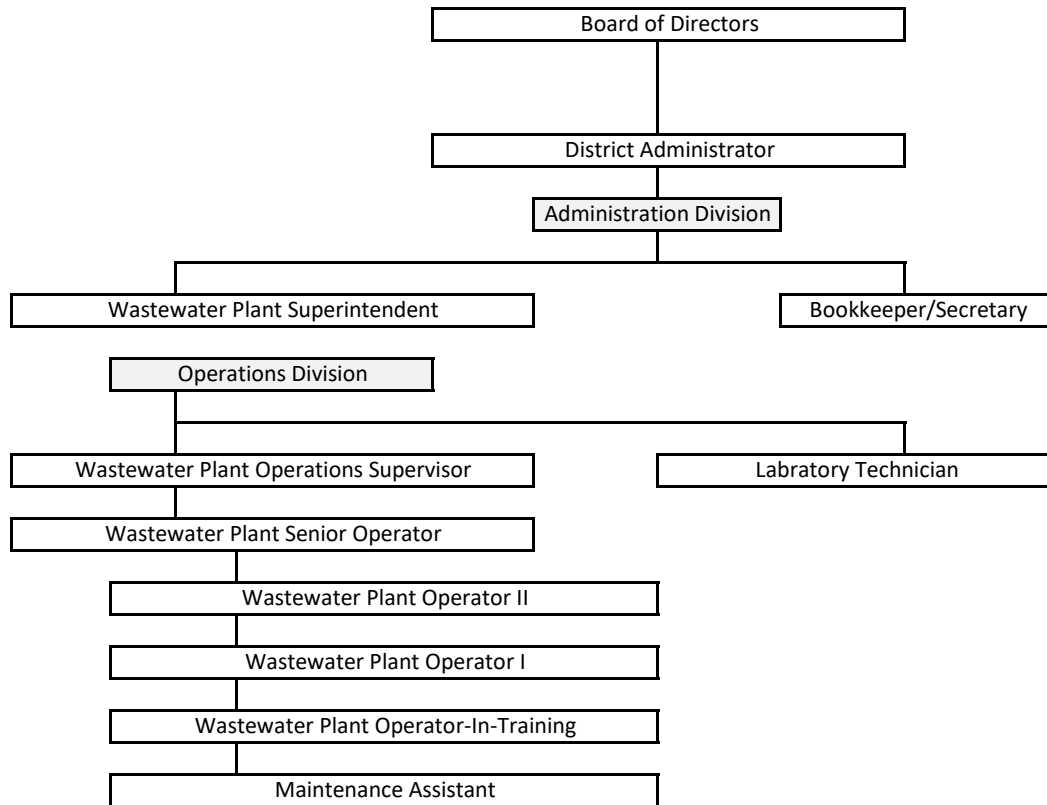 Board of Directors
District Administrator
Administration Division
Wastewater Plant Superintendent
Bookkeeper/Secretary
Operations Division
Wastewater Plant Operations Supervisor
Labratory Technician
Wastewater Plant Senior Operator
Wastewater Plant Operator II
Wastewater Plant Operator I
Wastewater Plant Operator-In-Training
Maintenance Assistant